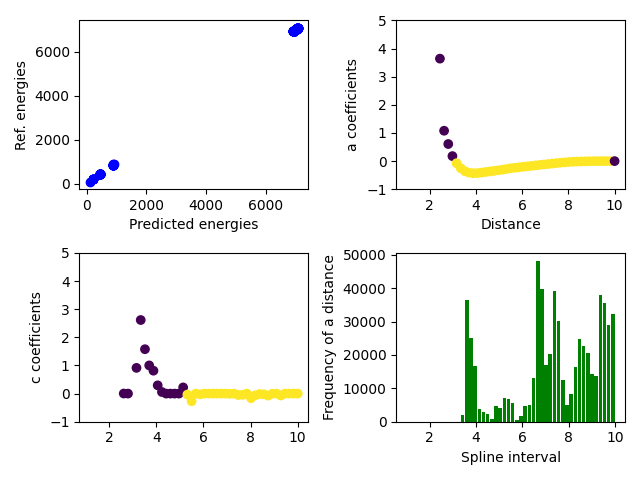 Ref. energies
6000
4000
2000
0
0 2000 4000 6000
Predicted energies
a coefficients
5
4
3
2
1
0
−1
2 4 6 8 10
Distance
c coefficients
5
4
3
2
1
0
−1
2 4 6 8 10
Frequency of a distance
50000
40000
30000
20000
10000
0
2 4 6 8 10
Spline interval